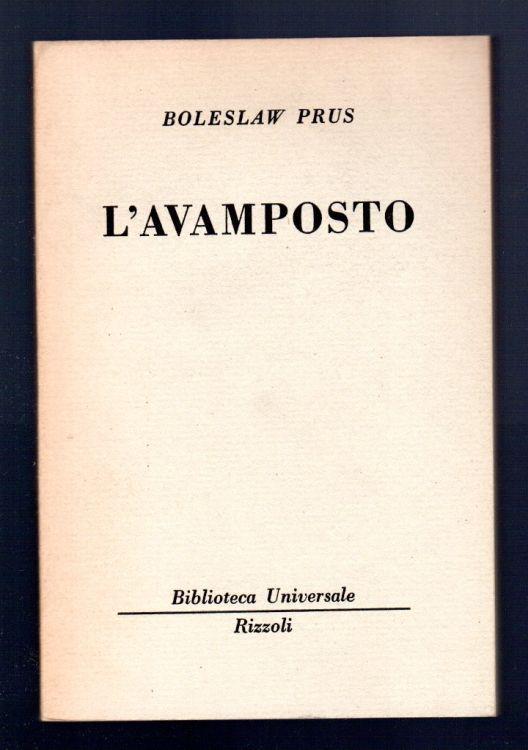 BOLESLAW PRUS
L'AVAMPOSTO
Biblioteca Universale
Rizzoli